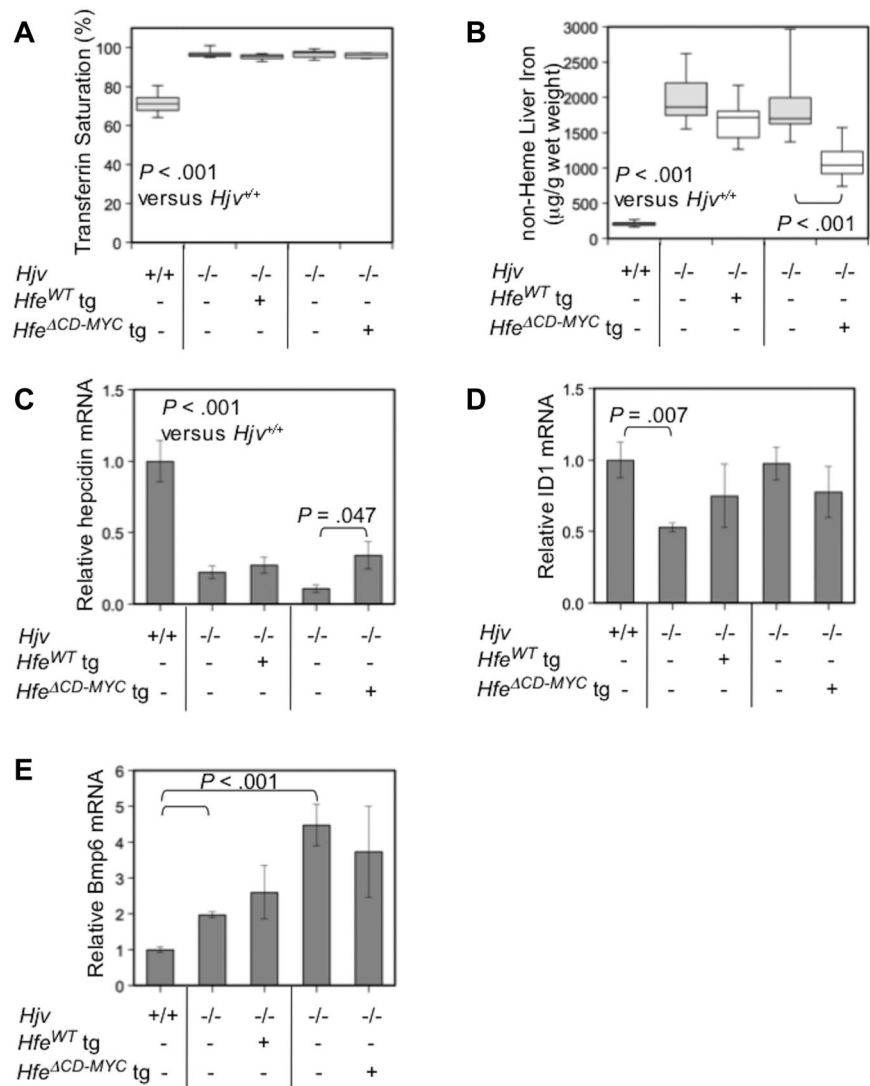 A
Transferrin Saturation (%)
100
80
60
40
20
0
P < .001
versus Hjv+/+
Hjv +/+ -/- -/- -/- -/-
HfeWT tg - - + - -
HfeΔCD-MYC tg - - - - +
B
non-Heme Liver Iron
(μg/g wet weight)
3000
2500
2000
1500
1000
500
0
P < .001
versus Hjv+/+
P < .001
Hjv +/+ -/- -/- -/- -/-
HfeWT tg - - + - -
HfeΔCD-MYC tg - - - - +
C
Relative hepcidin mRNA
1.5
1.0
0.5
0.0
P < .001
versus Hjv+/+
P = .047
Hjv +/+ -/- -/- -/- -/-
HfeWT tg - - + - -
HfeΔCD-MYC tg - - - - +
D
Relative ID1 mRNA
1.5
1.0
0.5
0.0
P = .007
Hjv +/+ -/- -/- -/- -/-
HfeWT tg - - + - -
HfeΔCD-MYC tg - - - - +
E
Relative Bmp6 mRNA
6
5
4
3
2
1
0
P < .001
Hjv +/+ -/- -/- -/- -/-
HfeWT tg - - + - -
HfeΔCD-MYC tg - - - - +